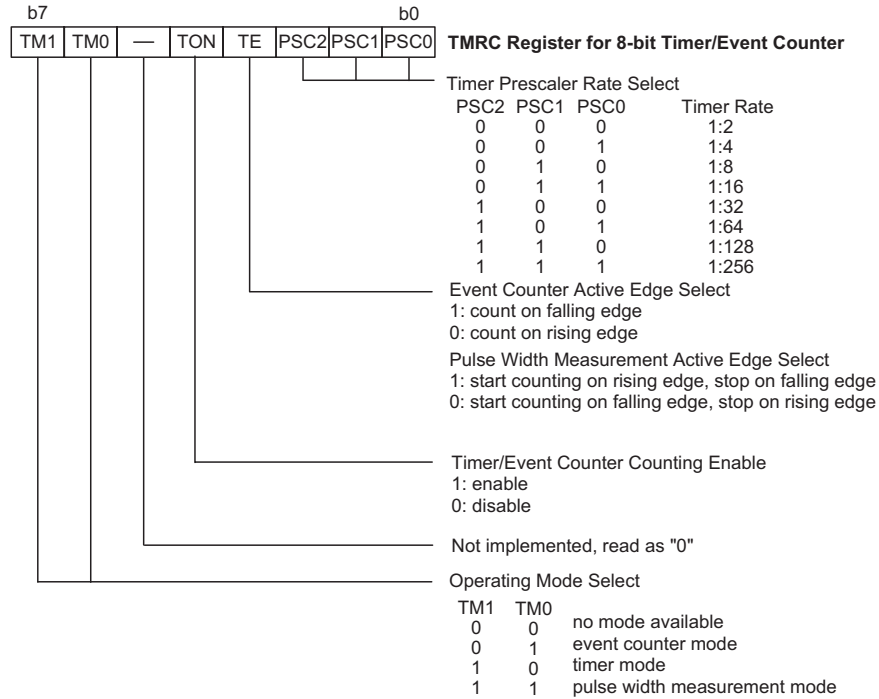 b7 b0
TM1 TM0 — TON TE PSC2 PSC1 PSC0 TMRC Register for 8-bit Timer/Event Counter
Timer Prescaler Rate Select
PSC2 PSC1 PSC0 Timer Rate
0 0 0 1:2
0 0 1 1:4
0 1 0 1:8
0 1 1 1:16
1 0 0 1:32
1 0 1 1:64
1 1 0 1:128
1 1 1 1:256
Event Counter Active Edge Select
1: count on falling edge
0: count on rising edge
Pulse Width Measurement Active Edge Select
1: start counting on rising edge, stop on falling edge
0: start counting on falling edge, stop on rising edge
Timer/Event Counter Counting Enable
1: enable
0: disable
Not implemented, read as "0"
Operating Mode Select
TM1 TM0
0 0 no mode available
0 1 event counter mode
1 0 timer mode
1 1 pulse width measurement mode